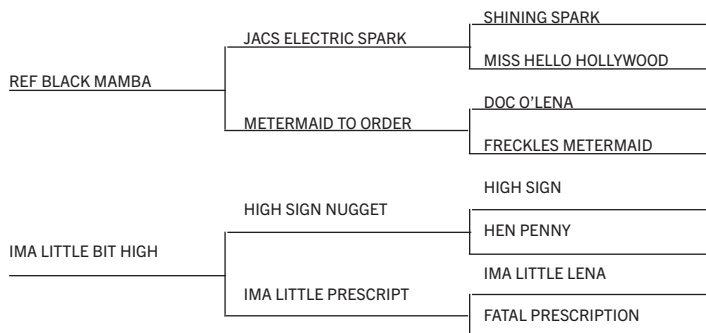 SHINING SPARK
JACS ELECTRIC SPARK
MISS HELLO HOLLYWOOD
REF BLACK MAMBA
DOC O’LENA
METERMAID TO ORDER
FRECKLES METERMAID
HIGH SIGN
HIGH SIGN NUGGET
HEN PENNY
IMA LITTLE BIT HIGH
IMA LITTLE LENA
IMA LITTLE PRESCRIPT
FATAL PRESCRIPTION